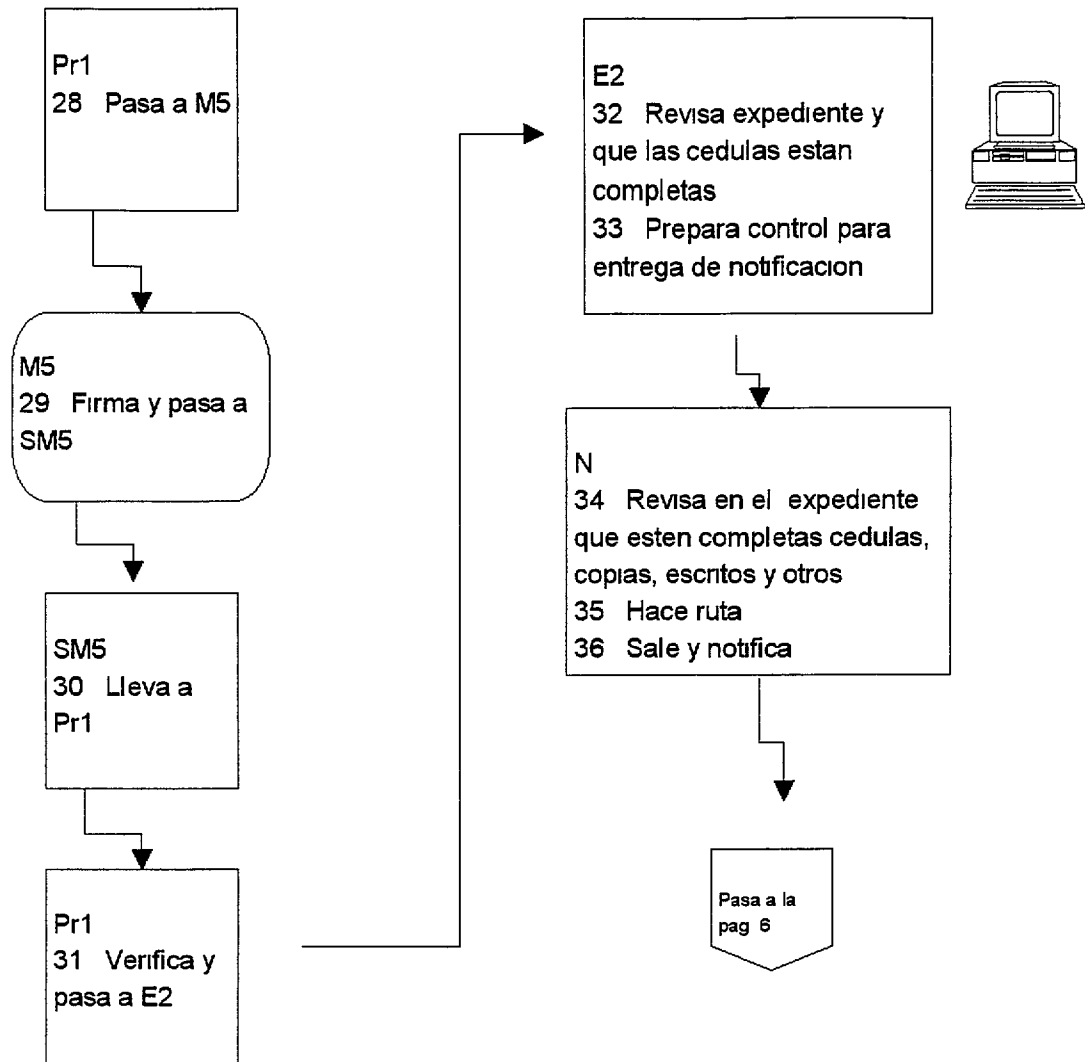 Pr1
28 Pasa a M5
M5
29 Firma y pasa a
SM5
SM5
30 Lleva a
Pr1
Pr1
31 Verifica y
pasa a E2
E2
32 Revisa expediente y
que las cedulas estan
completas
33 Prepara control para
entrega de notificacion
N
34 Revisa en el expediente
que esten completas cedulas,
copias, escritos y otros
35 Hace ruta
36 Sale y notifica
Pasa a la
pag 6